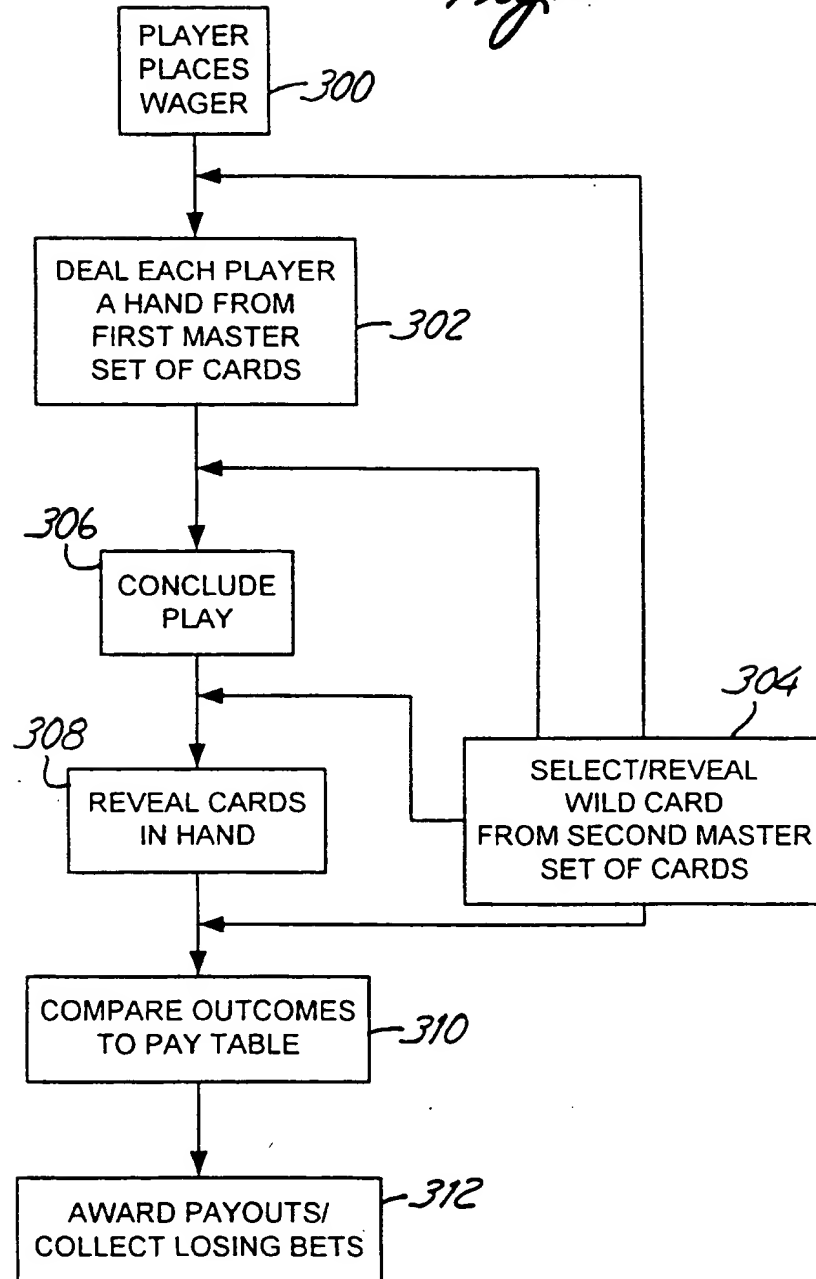 PLAYER
PLACES
WAGER
300
DEAL EACH PLAYER
A HAND FROM
FIRST MASTER
SET OF CARDS
302
306
CONCLUDE
PLAY
304
SELECT/REVEAL
WILD CARD
FROM SECOND MASTER
SET OF CARDS
308
REVEAL CARDS
IN HAND
COMPARE OUTCOMES
TO PAY TABLE
310
AWARD PAYOUTS/
COLLECT LOSING BETS
312